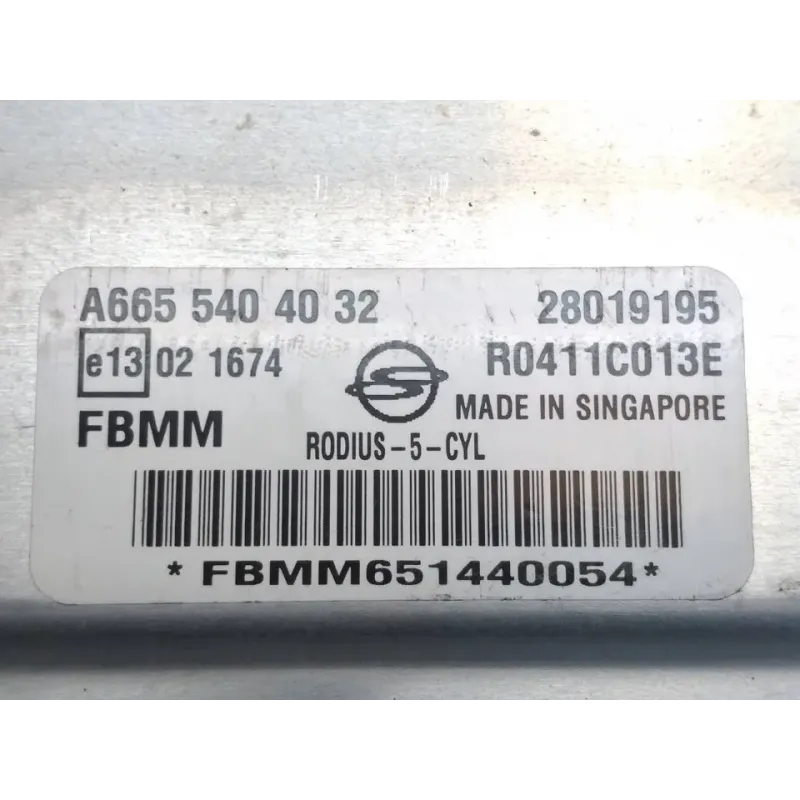 A665 540 40 32 28019195
e13 02 1674 R0411C013E
FBMM MADE IN SINGAPORE
RODIUS-5-CYL
*FBMM651440054*